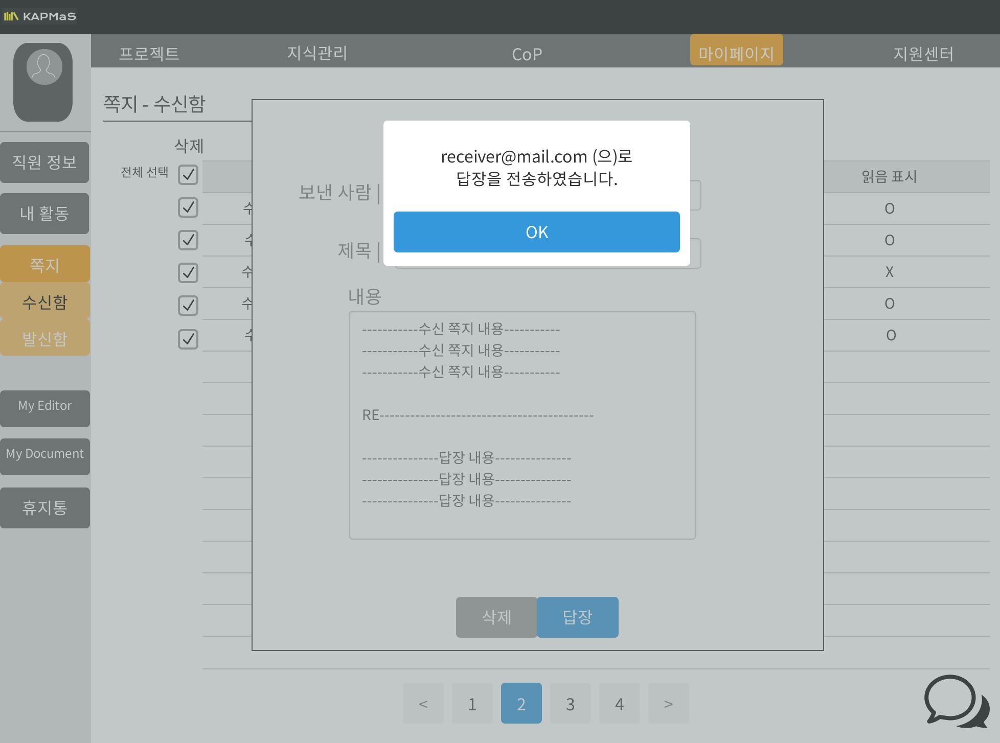 KAPMaS
프로젝트
지식관리
CoP
마이페이지
지원센터
쪽지 - 수신함
삭제
전체 선택
읽음 표시
수
O
수
O
수
X
수
O
수
O
직원 정보
내 활동
쪽지
수신함
발신함
My Editor
My Document
휴지통
receiver@mail.com (으)로
답장을 전송하였습니다.
OK
보낸 사람 |
제목 |
내용
-----------수신 쪽지 내용-----------
-----------수신 쪽지 내용-----------
-----------수신 쪽지 내용-----------
RE------------------------------------------
---------------답장 내용---------------
---------------답장 내용---------------
---------------답장 내용---------------
삭제
답장
< 1 2 3 4 >